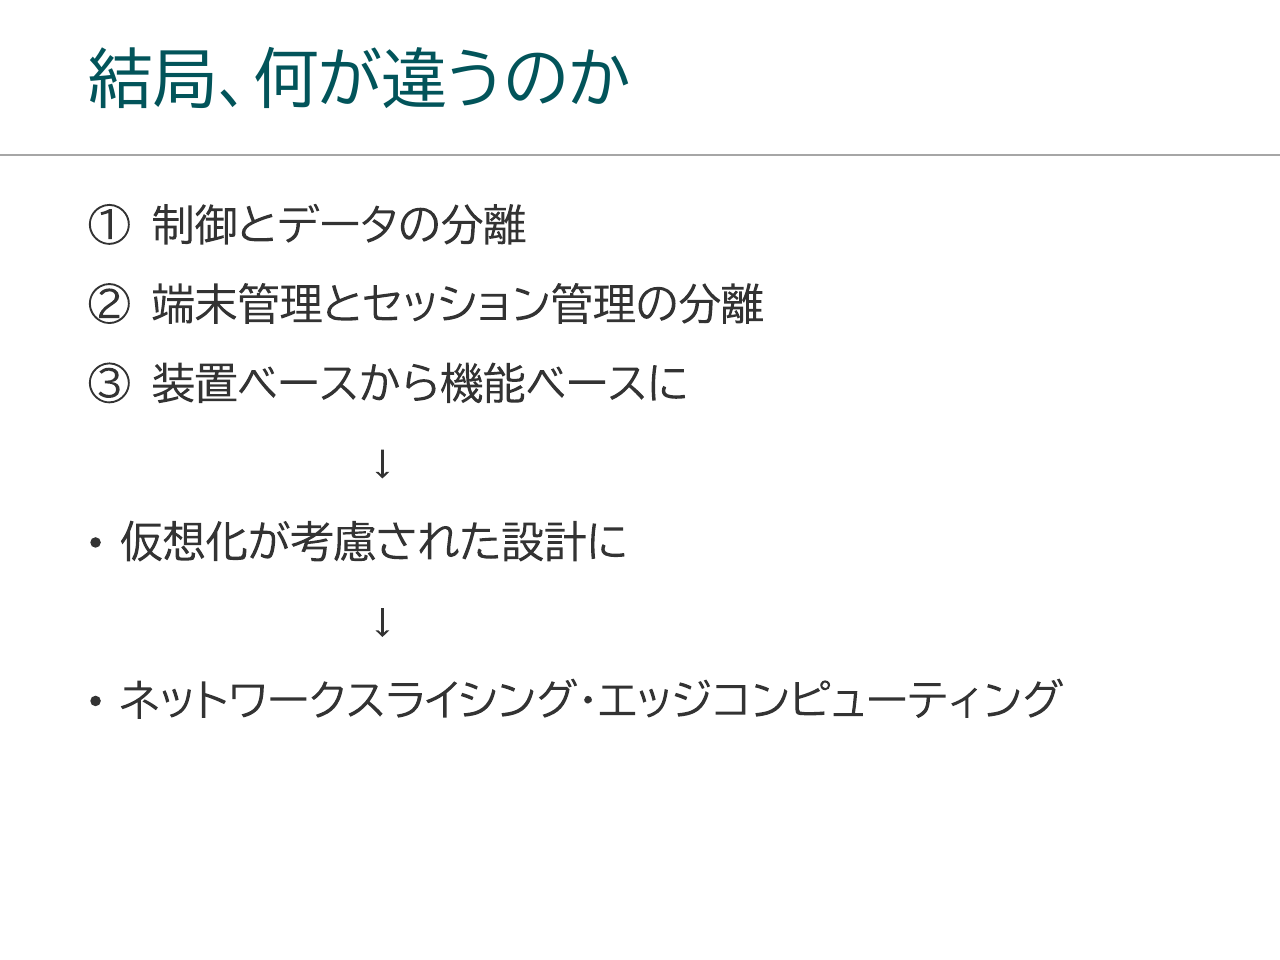 結局、何が違うのか
① 制御とデータの分離
② 端末管理とセッション管理の分離
③ 装置ベースから機能ベースに
↓
• 仮想化が考慮された設計に
↓
• ネットワークスライシング・エッジコンピューティング